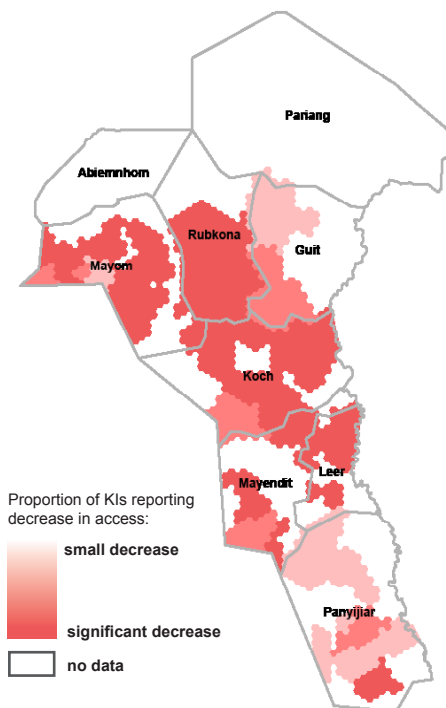 Pariang
Abiemnhom
Rubkona
Guit
Mayom
Koch
Mayendit
Leer
Proportion of KIs reporting
decrease in access:
small decrease
Panyijiar
significant decrease
no data